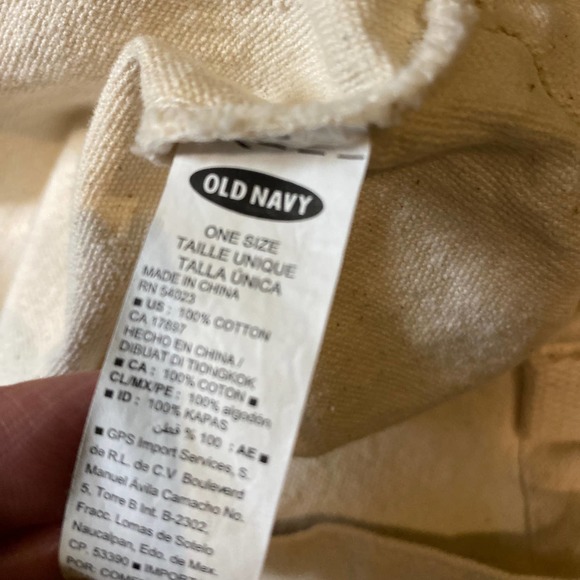 OLD NAVY
ONE SIZE
TAILLE UNIQUE
TALLA ÚNICA
MADE IN CHINA
RN 54023
■ US : 100% COTTON
CA 17897
HECHO EN CHINA /
DIBUAT DI TIONGKOK
■ CA : 100% COTON ■
CL/MX/PE : 100% algodón
■ ID : 100% KAPAS
■ AE : 100 % قطن
■ GPS Import Services, S.
de R.L. de C.V Boulevard
Manuel Ávila Camacho No.
5, Torre B Int. B-2302,
Fracc. Lomas de Sotelo
Naucalpan, Edo. de Mex.
CP. 53390 ■ IMPORT
POR: COME